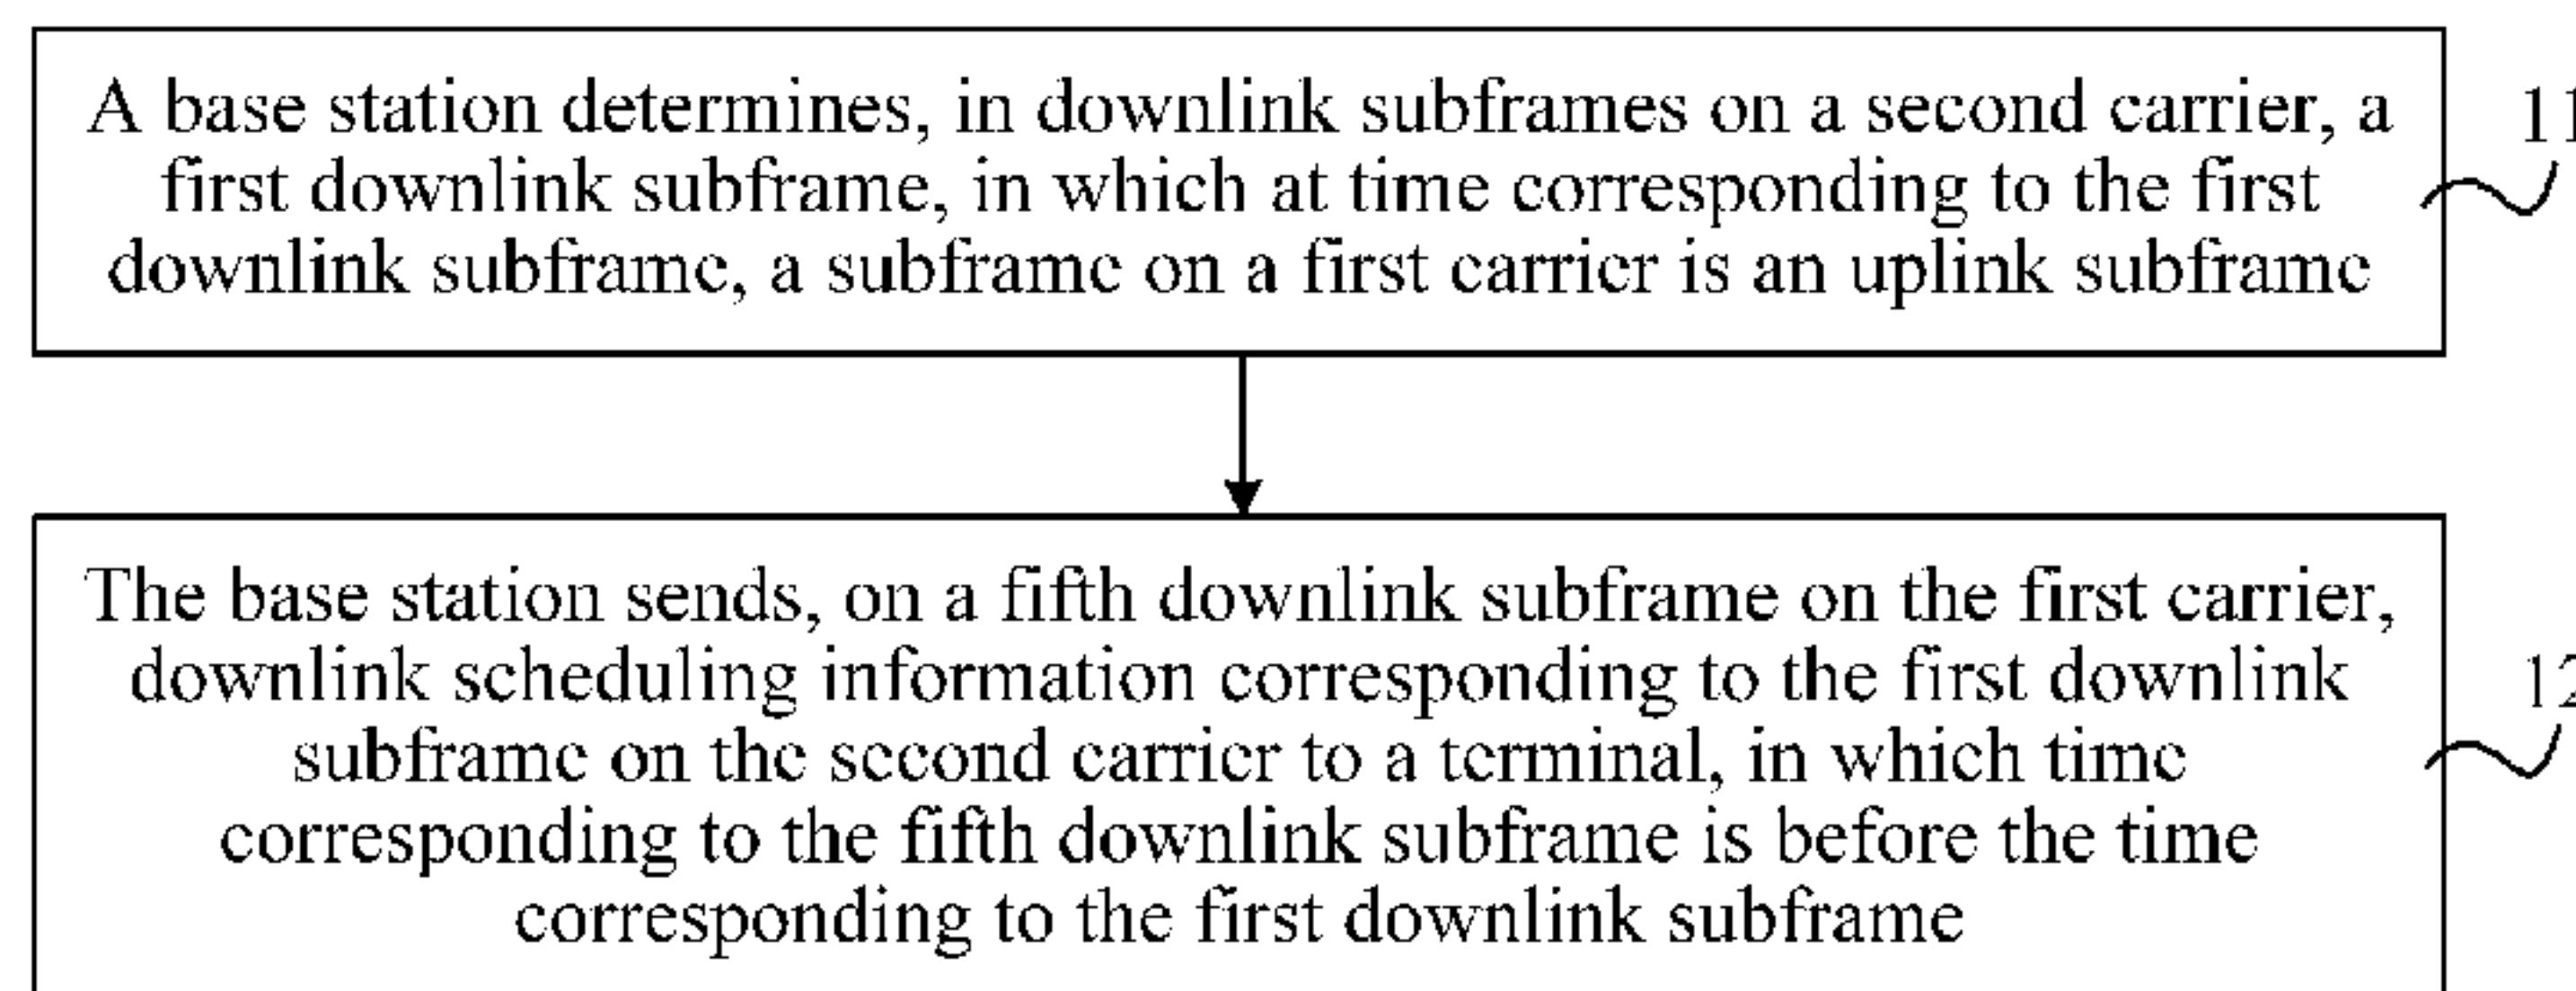 A base station determines, in downlink subframes on a second carrier, a
first downlink subframe, in which at time corresponding to the first
downlink subframe, a subframe on a first carrier is an uplink subframe
11
The base station sends, on a fifth downlink subframe on the first carrier,
downlink scheduling information corresponding to the first downlink
subframe on the second carrier to a terminal, in which time
corresponding to the fifth downlink subframe is before the time
corresponding to the first downlink subframe
12